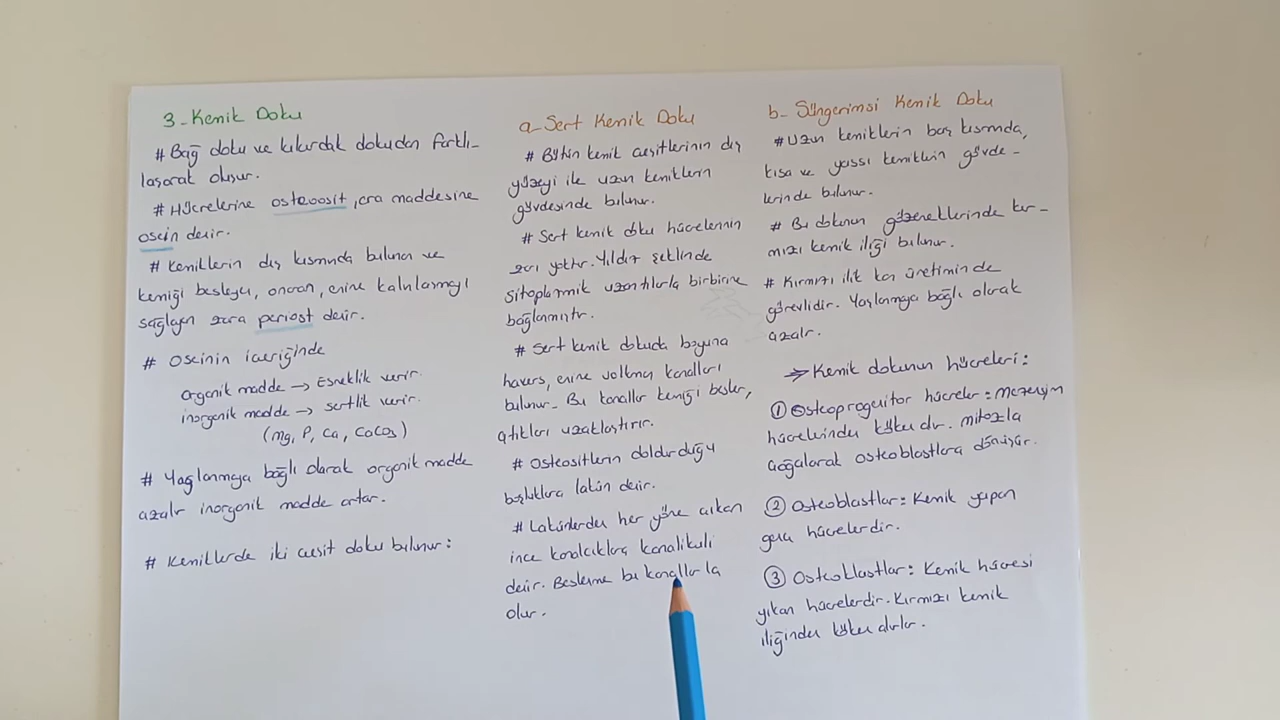 3-Kemik Doku
# Bağ doku ve kıkırdak dokudan farklı-
laşarak oluşur.
# Hücrelerine osteosit, ara maddesine
osein denir.
# Kemiklerin dış kısmında bulunan ve
kemiği besleyen, onaran, enine kalınlaşmayı
sağlayan zara periost denir.
# Oseinin içeriğinde
organik madde → Esneklik verir.
inorganik madde → sertlik verir.
(Mg, P, Ca, CaCO3)
# Yaşlanmaya bağlı olarak organik madde
azalır inorganik madde artar.
# Kemiklerde iki çeşit doku bulunur:
a-Sert Kemik Doku
# Bütün kemik çeşitlerinin dış
yüzeyi ile uzun kemiklerin
gövdesinde bulunur.
# Sert kemik doku hücrelerinin
zarı yoktur. Yıldız şeklinde
sitoplazmik uzantılarla birbirine
bağlanmıştır.
# Sert kemik dokuda boyuna
havers, enine volkman kanalları
bulunur. Bu kanallar kemiği besler,
atıkları uzaklaştırır.
# Osteositlerin doldurduğu
boşluklara lakün denir.
# Lakünlerden her yöne çıkan
ince kanalcıklara kanalikuli
denir. Beslenme bu kanallarla
olur.
b- Süngerimsi Kemik Doku
# Uzun kemiklerin baş kısmında,
kısa ve yassı kemiklerin gövde-
lerinde bulunur.
# Bu dokunun gözeneklerinde kır-
mızı kemik iliği bulunur.
# Kırmızı ilik kan üretiminde
görevlidir. Yaşlanmaya bağlı olarak
azalır.
⇒ Kemik dokunun hücreleri:
① Osteoprogenitor hücreler: Mezenşim
hücrelerinden köken alır. mitozla
çoğalarak osteoblastlara dönüşür.
② Osteoblastlar: Kemik yapan
genç hücrelerdir.
③ Osteoklastlar: Kemik hücresi
yıkan hücrelerdir. Kırmızı kemik
iliğinden köken alırlar.